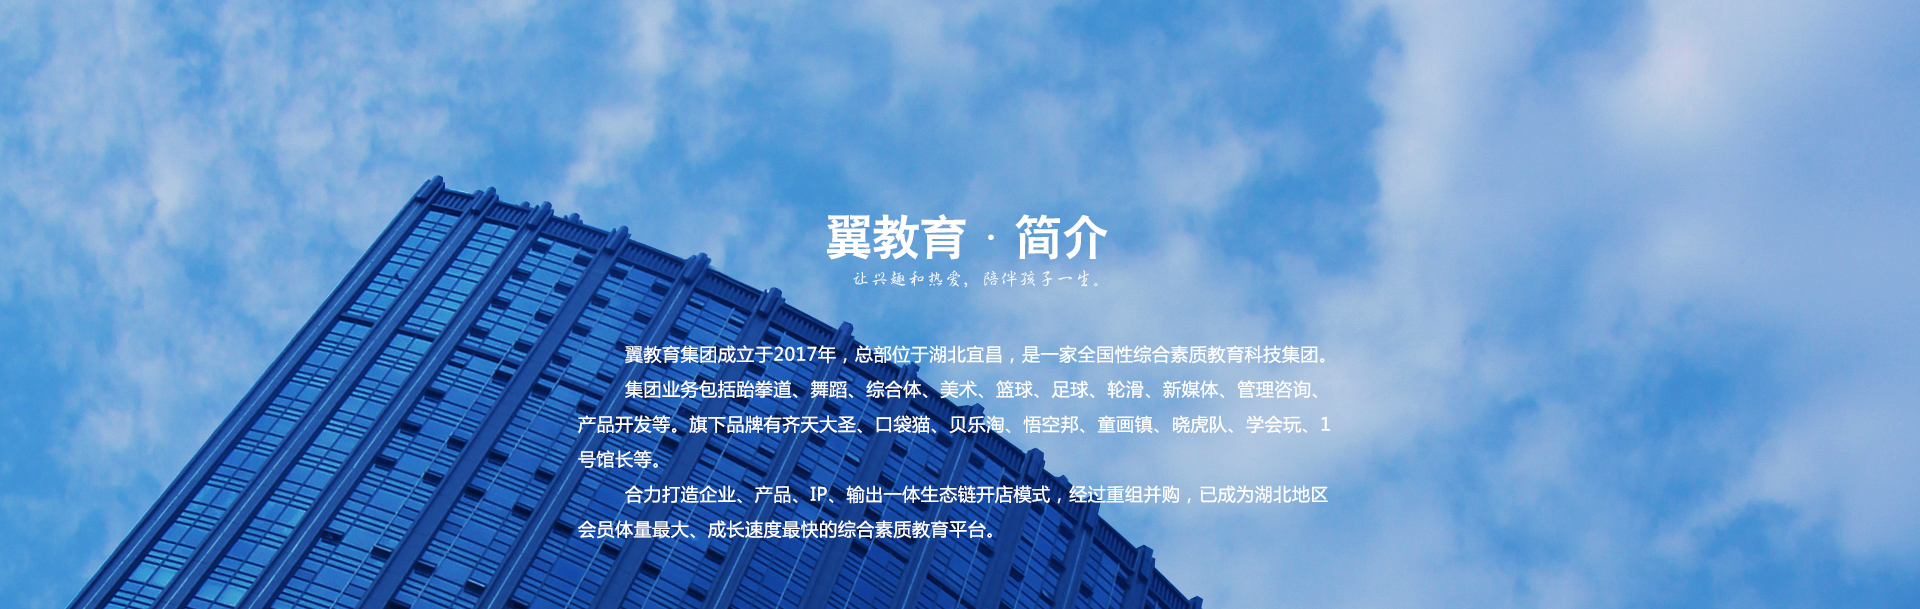 翼教育 · 简介
让兴趣和热爱，陪伴孩子一生。
翼教育集团成立于2017年，总部位于湖北宜昌，是一家全国性综合素质教育科技集团。
集团业务包括跆拳道、舞蹈、综合体、美术、篮球、足球、轮滑、新媒体、管理咨询、
产品开发等。旗下品牌有齐天大圣、口袋猫、贝乐淘、悟空邦、童画镇、晓虎队、学会玩、1
号馆长等。
合力打造企业、产品、IP、输出一体生态链开店模式，经过重组并购，已成为湖北地区
会员体量最大、成长速度最快的综合素质教育平台。